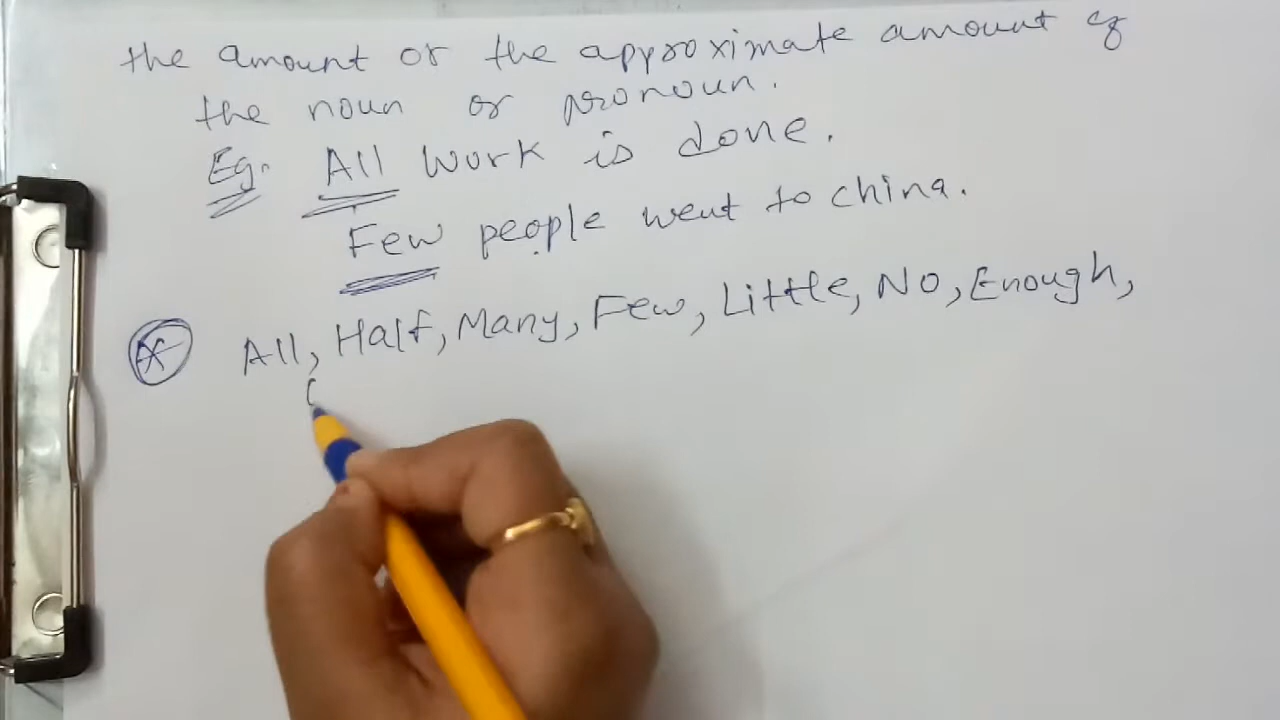 the amount or the approximate amount of
the noun or pronoun.
Eg. All work is done.
Few people went to china.
All, Half, Many, Few, Little, No, Enough,